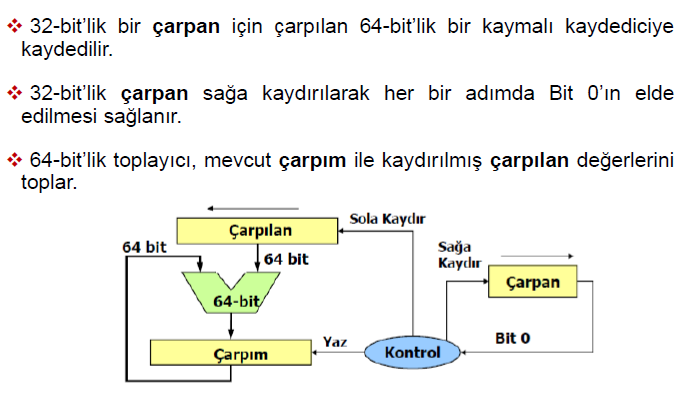 ❖ 32-bit’lik bir çarpan için çarpılan 64-bit’lik bir kaymalı kaydediciye
kaydedilir.
❖ 32-bit’lik çarpan sağa kaydırılarak her bir adımda Bit 0’ın elde
edilmesi sağlanır.
❖ 64-bit’lik toplayıcı, mevcut çarpım ile kaydırılmış çarpılan değerlerini
toplar.
Sola Kaydır
Çarpılan
64 bit
64 bit
Sağa
Kaydır
Çarpan
64-bit
Yaz
Bit 0
Çarpım
Kontrol